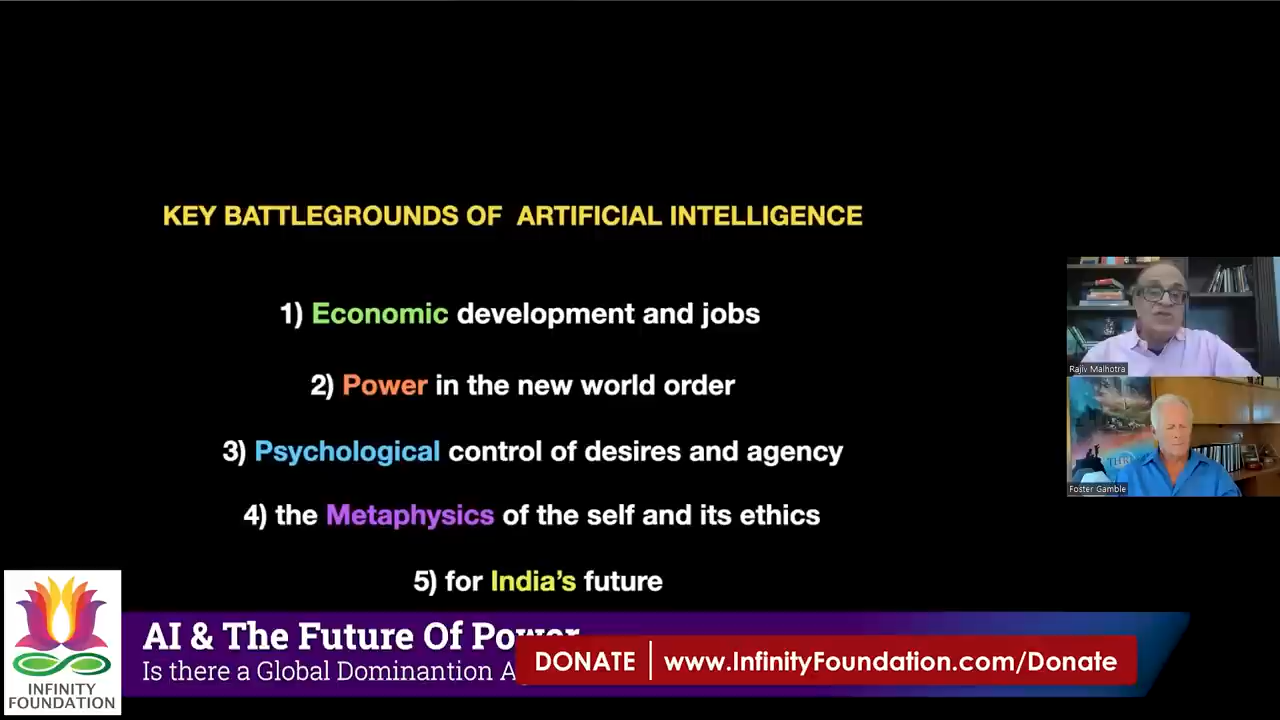 KEY BATTLEGROUNDS OF ARTIFICIAL INTELLIGENCE
1) Economic development and jobs
2) Power in the new world order
3) Psychological control of desires and agency
4) the Metaphysics of the self and its ethics
5) for India's future
Rajiv Malhotra
Foster Gamble
AI & The Future Of Power
Is there a Global Dominantion A
DONATE | www.InfinityFoundation.com/Donate
INFINITY
FOUNDATION